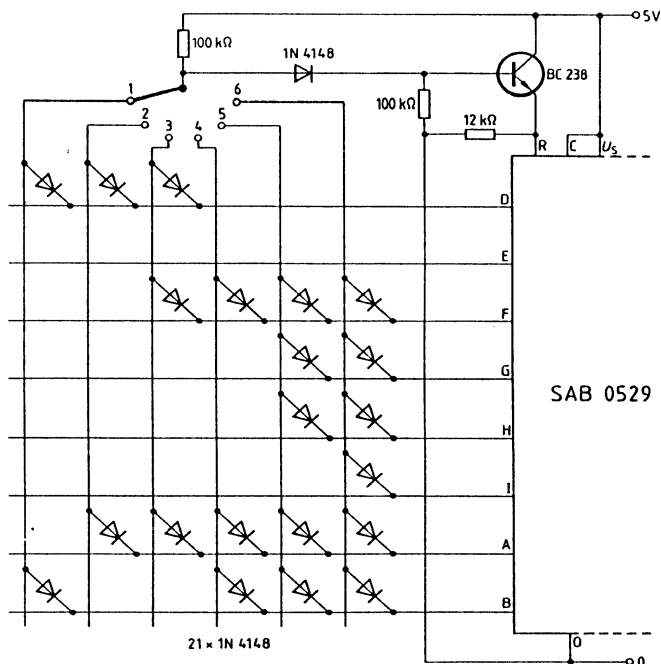 5V
100 kΩ
1N 4148
BC 238
1
6
100 kΩ
2
5
12 kΩ
3
4
R
C
U_S
D
E
F
G
SAB 0529
H
I
A
B
0
21 × 1N 4148
0